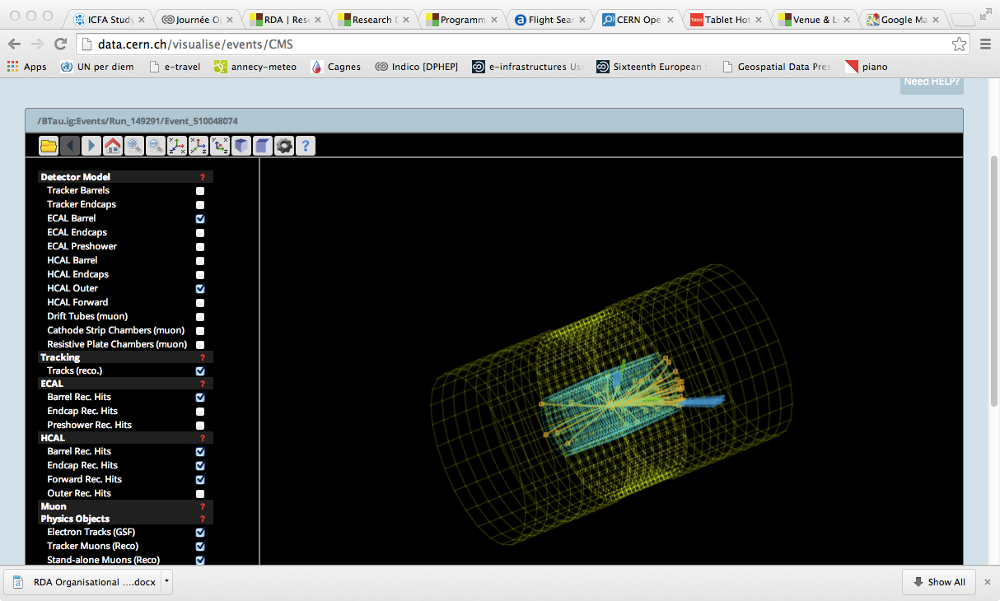 ICFA Study
Journée Op
RDA | Rese
Research D
Programm
Flight Sear
CERN Ope
Tablet Hot
Venue & L
Google Ma
data.cern.ch/visualise/events/CMS
Apps
UN per diem
e-travel
annecy-meteo
Cagnes
Indico [DPHEP]
e-infrastructures Us
Sixteenth European S
Geospatial Data Pres
piano
Need HELP?
/BTau.ig:Events/Run_149291/Event_510048074
?
Detector Model ?
Tracker Barrels
Tracker Endcaps
ECAL Barrel
ECAL Endcaps
ECAL Preshower
HCAL Barrel
HCAL Endcaps
HCAL Outer
HCAL Forward
Drift Tubes (muon)
Cathode Strip Chambers (muon)
Resistive Plate Chambers (muon)
Tracking ?
Tracks (reco.)
ECAL ?
Barrel Rec. Hits
Endcap Rec. Hits
Preshower Rec. Hits
HCAL ?
Barrel Rec. Hits
Endcap Rec. Hits
Forward Rec. Hits
Outer Rec. Hits
Muon ?
Physics Objects ?
Electron Tracks (GSF)
Tracker Muons (Reco)
Stand-alone Muons (Reco)
RDA Organisational ....docx
Show All